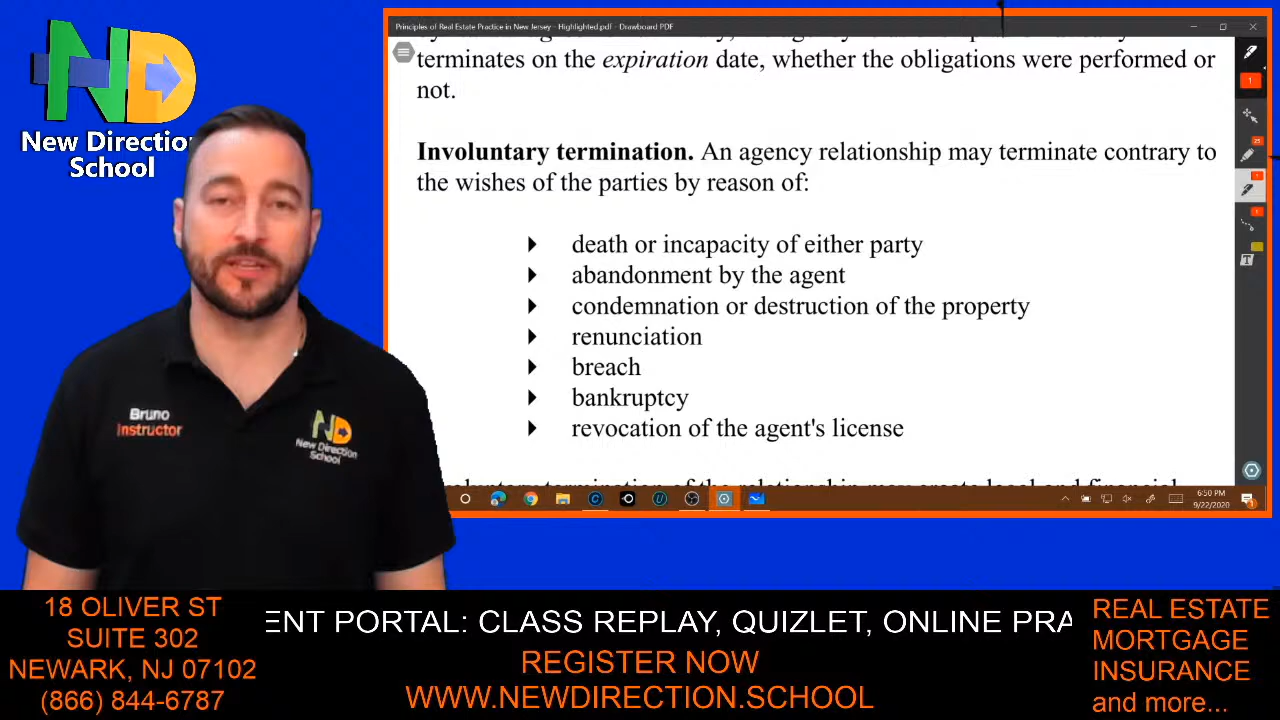 ND
New Direction
School
Bruno
Instructor
ND
New Direction
School
Principles of Real Estate Practice in New Jersey - Highlighted.pdf - Drawboard PDF
terminates on the expiration date, whether the obligations were performed or
not.
Involuntary termination. An agency relationship may terminate contrary to
the wishes of the parties by reason of:
death or incapacity of either party
abandonment by the agent
condemnation or destruction of the property
renunciation
breach
bankruptcy
revocation of the agent's license
6:50 PM
9/22/2020
18 OLIVER ST
SUITE 302
NEWARK, NJ 07102
(866) 844-6787
ENT PORTAL: CLASS REPLAY, QUIZLET, ONLINE PRA
REGISTER NOW
WWW.NEWDIRECTION.SCHOOL
REAL ESTATE
MORTGAGE
INSURANCE
and more...